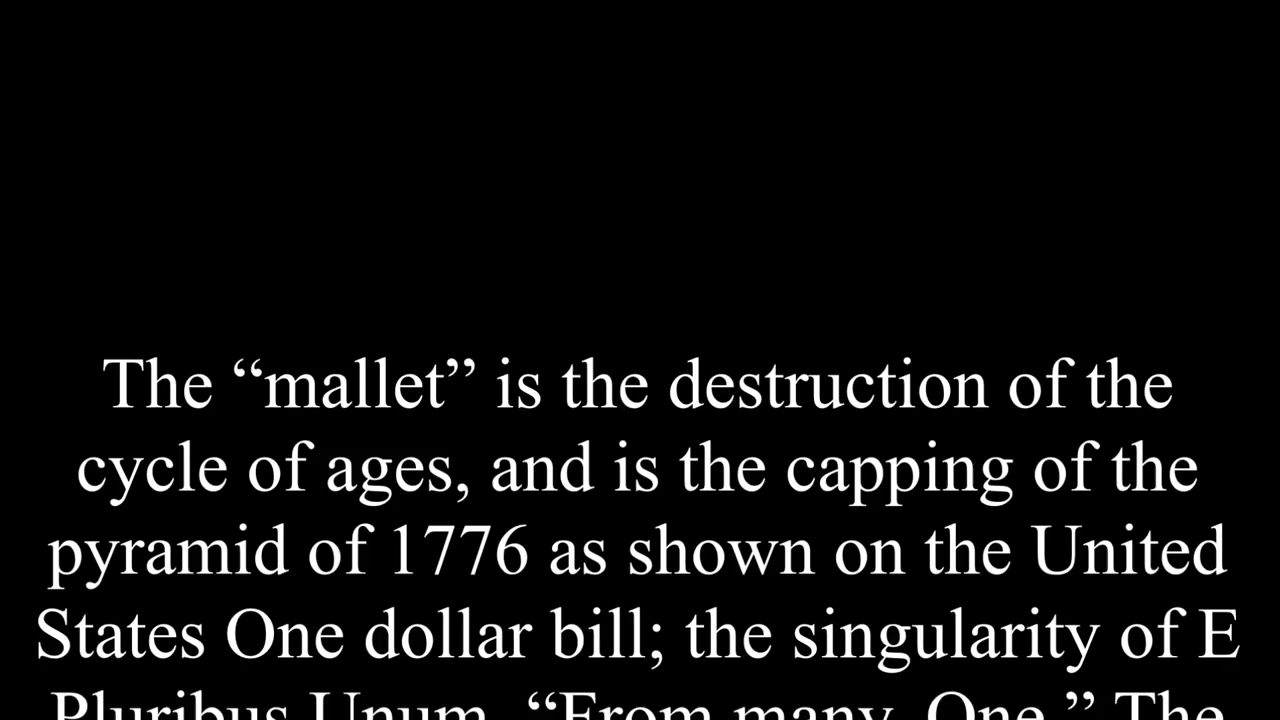 The “mallet” is the destruction of the
cycle of ages, and is the capping of the
pyramid of 1776 as shown on the United
States One dollar bill; the singularity of E
Pluribus Unum, “From many, One.” The